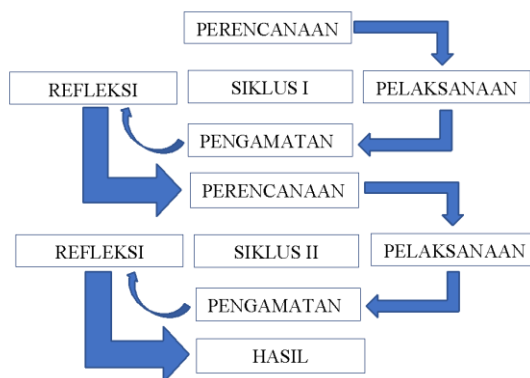 PERENCANAAN
REFLEKSI
SIKLUS I
PELAKSANAAN
PENGAMATAN
PERENCANAAN
REFLEKSI
SIKLUS II
PELAKSANAAN
PENGAMATAN
HASIL